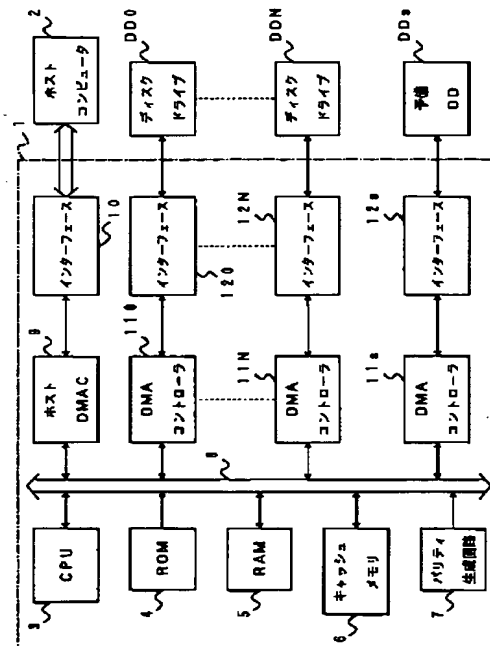 1
2
ホスト
コンピュータ
DD0
ディスク
ドライブ
DDN
ディスク
ドライブ
DDs
予備
DD
インターフェース
10
インターフェース
120
12N
インターフェース
12s
インターフェース
9
ホスト
DMAC
110
DMA
コントローラ
11N
DMA
コントローラ
11s
DMA
コントローラ
8
CPU
3
ROM
4
RAM
5
キャッシュ
メモリ
6
パリティ
生成回路
7